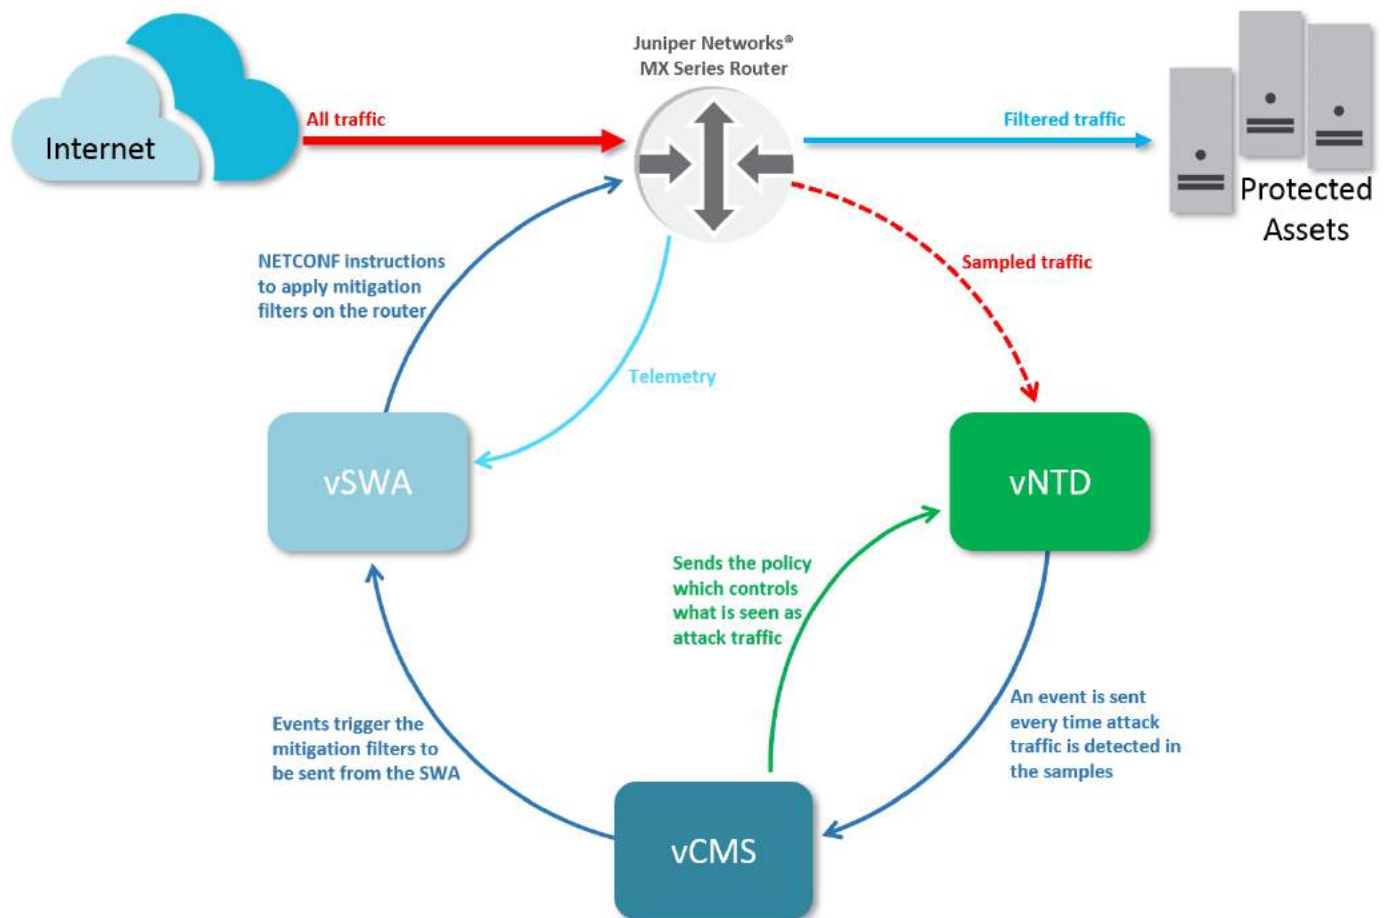 Juniper Networks®
MX Series Router
All traffic
Filtered traffic
Internet
Protected
Assets
NETCONF instructions
to apply mitigation
filters on the router
Sampled traffic
Telemetry
vSWA
vNTD
Sends the policy
which controls
what is seen as
attack traffic
An event is sent
every time attack
traffic is detected in
the samples
Events trigger the
mitigation filters to
be sent from the SWA
vCMS